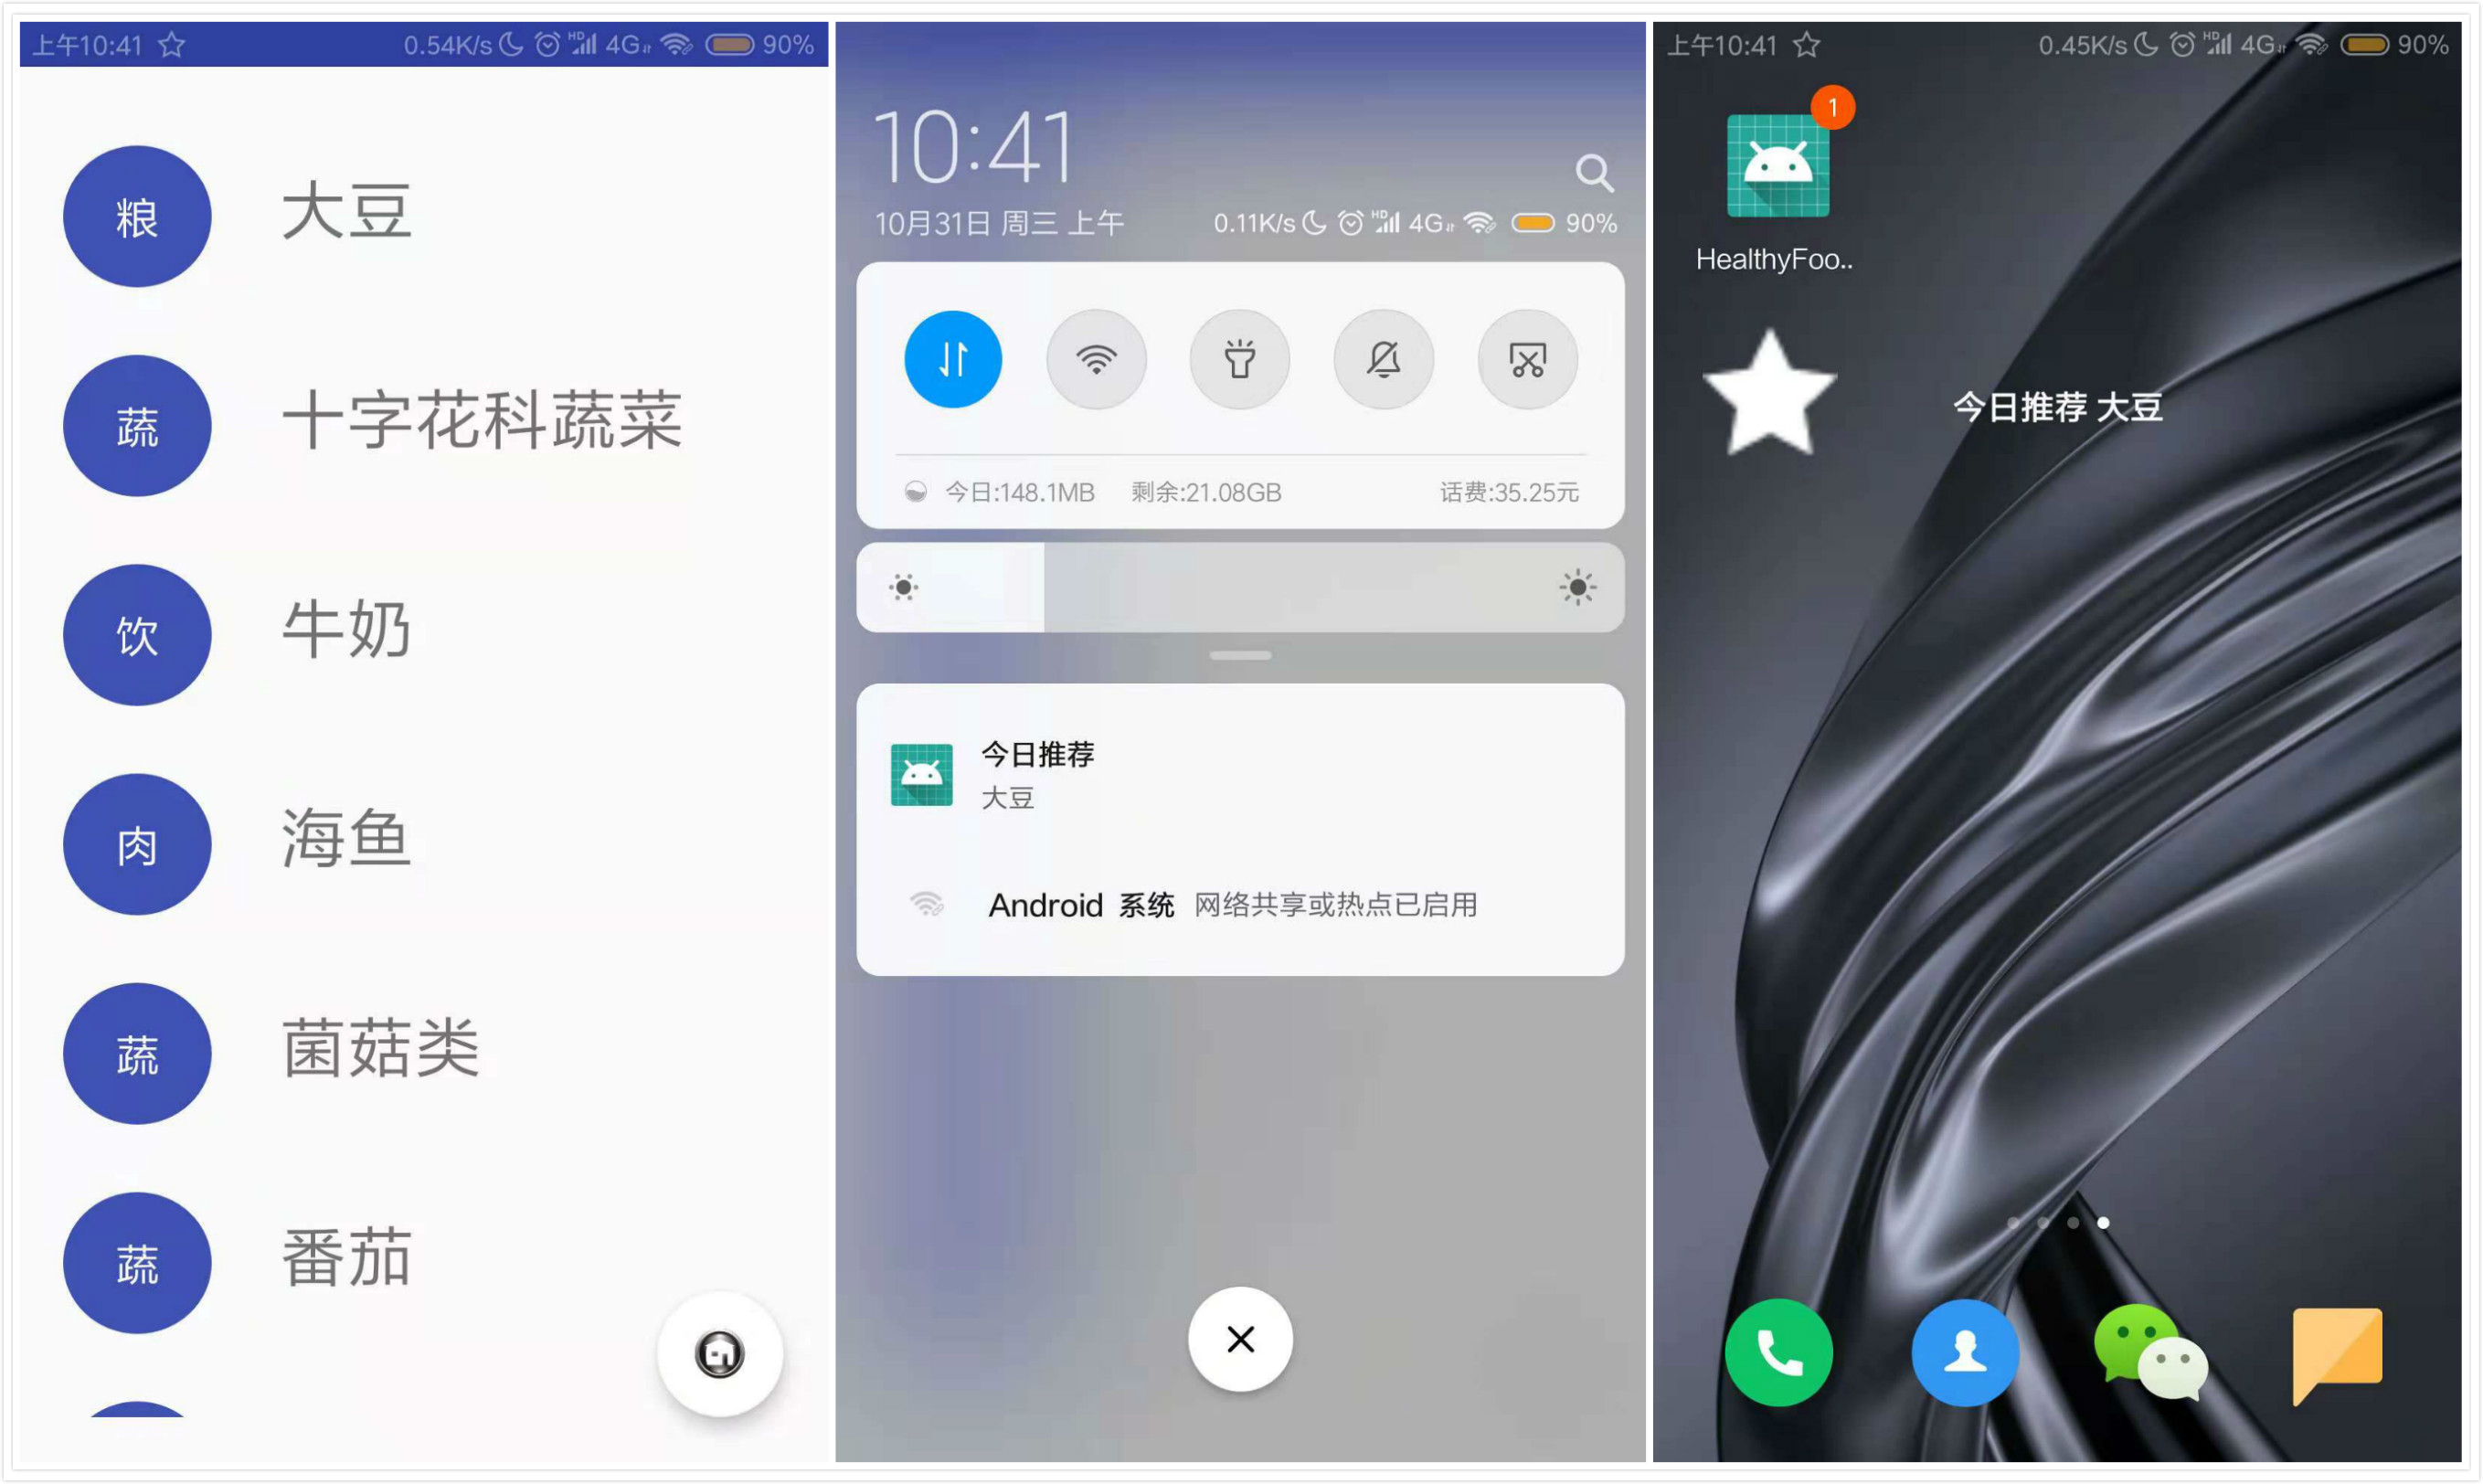 上午10:41
0.54K/s HD 4G 90%
粮 大豆
蔬 十字花科蔬菜
饮 牛奶
肉 海鱼
蔬 菌菇类
蔬 番茄
10:41
10月31日 周三 上午
0.11K/s HD 4G 90%
今日:148.1MB 剩余:21.08GB 话费:35.25元
今日推荐
大豆
Android 系统 网络共享或热点已启用
上午10:41
0.45K/s HD 4G 90%
1
HealthyFoo..
今日推荐 大豆